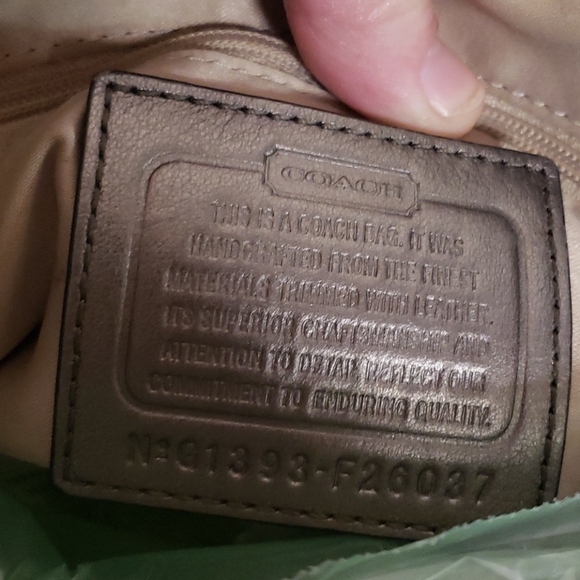 COACH
THIS IS A COACH BAG. IT WAS
HANDCRAFTED FROM THE FINEST
MATERIALS TRIMMED WITH LEATHER.
ITS SUPERIOR CRAFTSMANSHIP AND
ATTENTION TO DETAIL REFLECT OUR
COMMITMENT TO ENDURING QUALITY.
Nº G1393-F26037